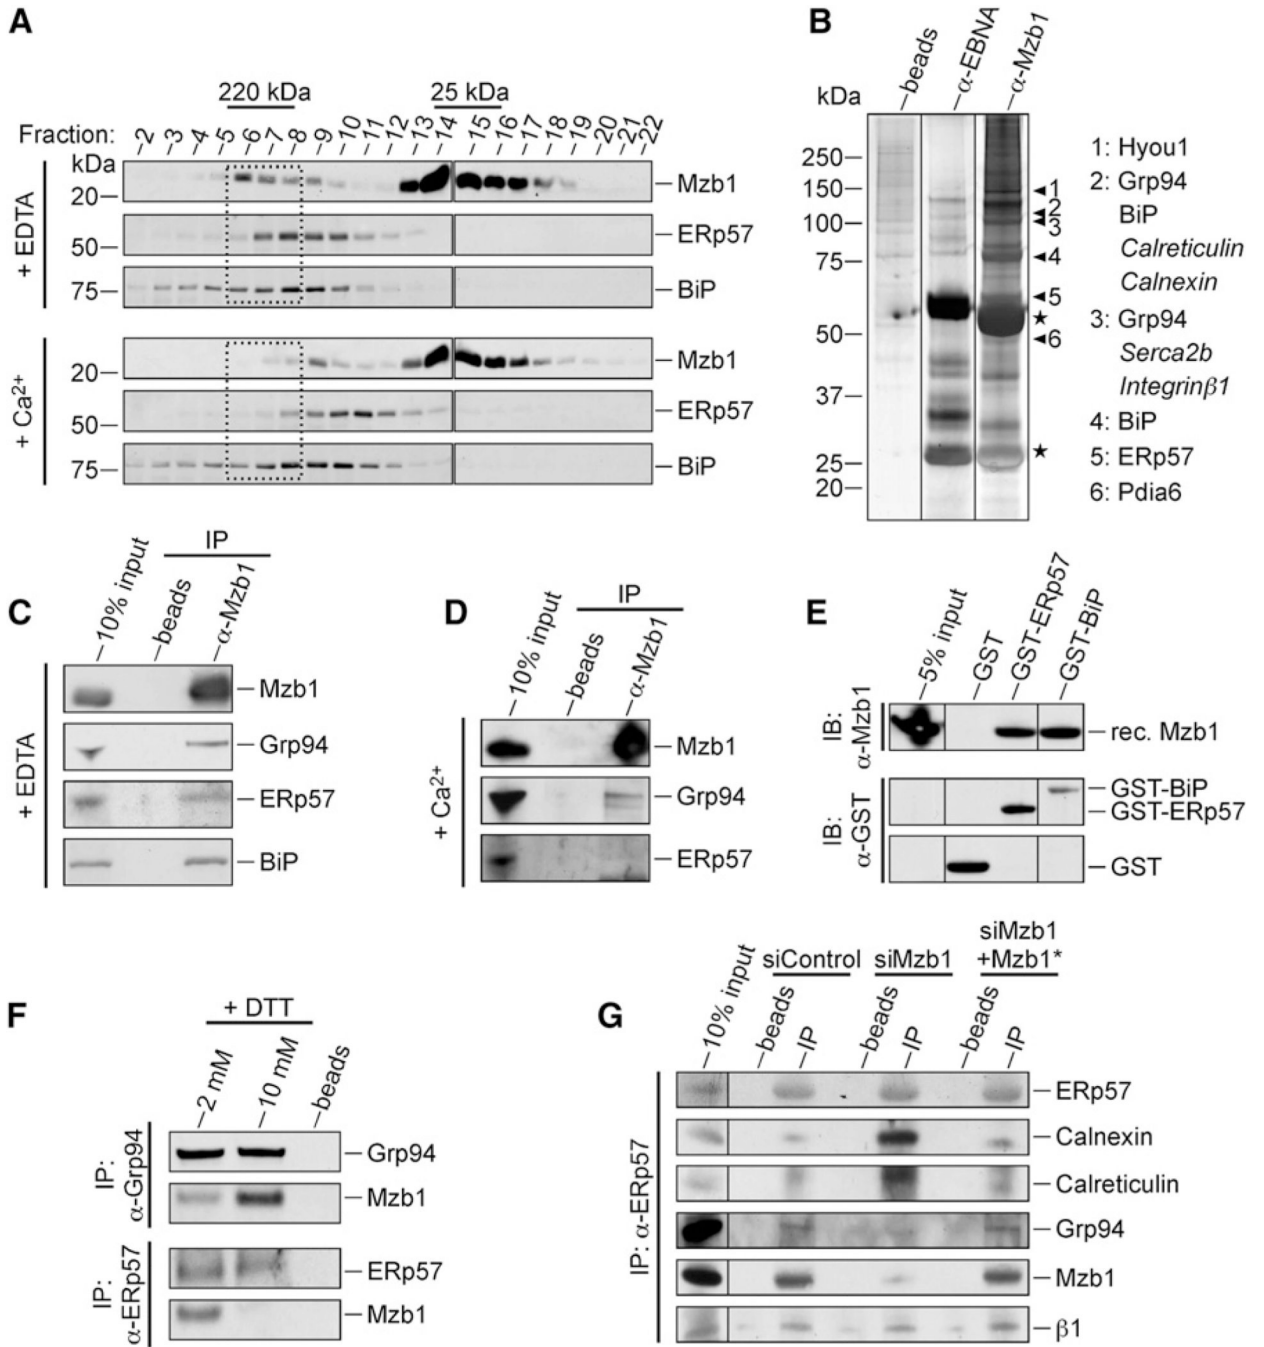 A
220 kDa
25 kDa
Fraction: 2 3 4 5 6 7 8 9 10 11 12 13 14 15 16 17 18 19 20 21 22
kDa
+ EDTA
20
Mzb1
50
ERp57
75
BiP
+ Ca2+
20
Mzb1
50
ERp57
75
BiP
B
beads
α-EBNA
α-Mzb1
kDa
250
150
100
75
50
37
25
20
1
2
3
4
5
★
6
★
1: Hyou1
2: Grp94
BiP
Calreticulin
Calnexin
3: Grp94
Serca2b
Integrinβ1
4: BiP
5: ERp57
6: Pdia6
C
IP
10% input
beads
α-Mzb1
+ EDTA
Mzb1
Grp94
ERp57
BiP
D
IP
10% input
beads
α-Mzb1
+ Ca2+
Mzb1
Grp94
ERp57
E
5% input
GST
GST-ERp57
GST-BiP
IB:
α-Mzb1
rec. Mzb1
IB:
α-GST
GST-BiP
GST-ERp57
GST
F
+ DTT
2 mM
10 mM
beads
IP:
α-Grp94
Grp94
Mzb1
IP:
α-ERp57
ERp57
Mzb1
G
10% input
siControl
siMzb1
siMzb1
+Mzb1*
beads
IP
beads
IP
beads
IP
IP: α-ERp57
ERp57
Calnexin
Calreticulin
Grp94
Mzb1
β1